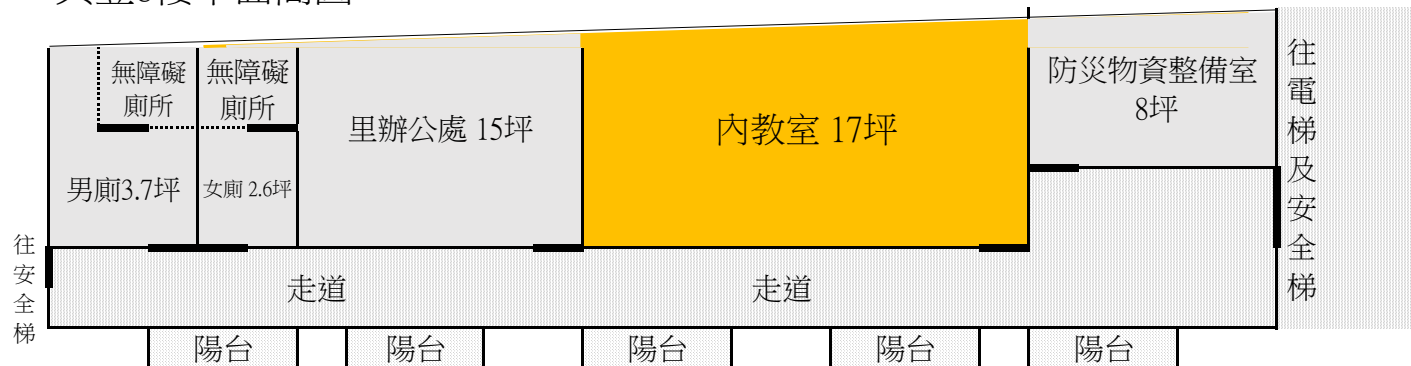 無障礙
廁所
無障礙
廁所
里辦公處 15坪
內教室 17坪
防災物資整備室
8坪
往電梯及安全梯
男廁3.7坪
女廁 2.6坪
往安全梯
走道
走道
陽台
陽台
陽台
陽台
陽台